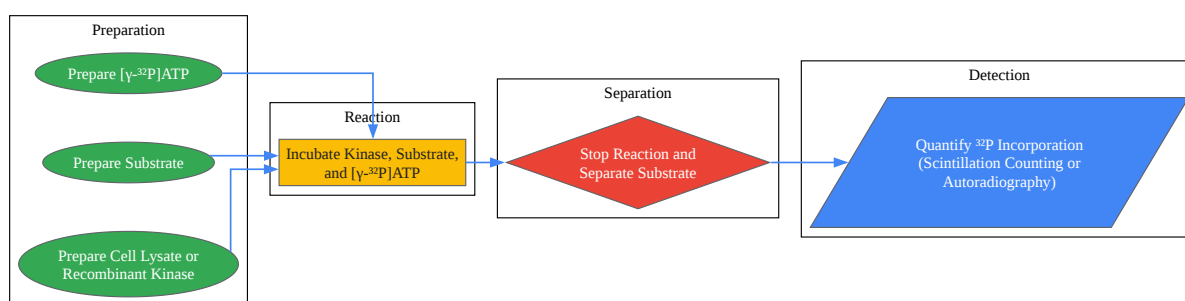 Preparation
Prepare [γ-³²P]ATP
Prepare Substrate
Prepare Cell Lysate or
Recombinant Kinase
Reaction
Incubate Kinase, Substrate,
and [γ-³²P]ATP
Separation
Stop Reaction and
Separate Substrate
Detection
Quantify ³²P Incorporation
(Scintillation Counting or
Autoradiography)